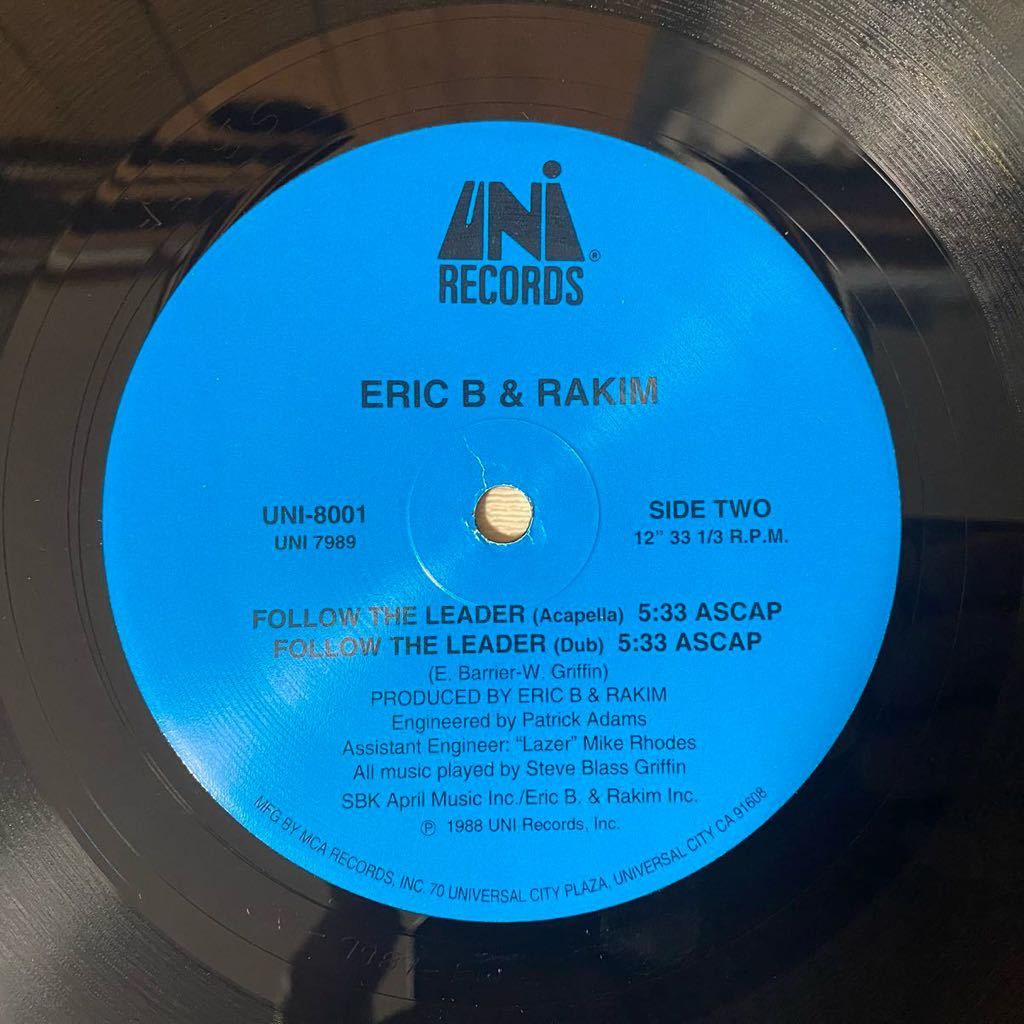 UNI
RECORDS
®
ERIC B & RAKIM
UNI-8001
UNI 7989
SIDE TWO
12” 33 1/3 R.P.M.
FOLLOW THE LEADER (Acapella) 5:33 ASCAP
FOLLOW THE LEADER (Dub) 5:33 ASCAP
(E. Barrier-W. Griffin)
PRODUCED BY ERIC B & RAKIM
Engineered by Patrick Adams
Assistant Engineer: “Lazer” Mike Rhodes
All music played by Steve Blass Griffin
SBK April Music Inc./Eric B. & Rakim Inc.
℗ 1988 UNI Records, Inc.
MFG BY MCA RECORDS, INC. 70 UNIVERSAL CITY PLAZA, UNIVERSAL CITY CA 91608